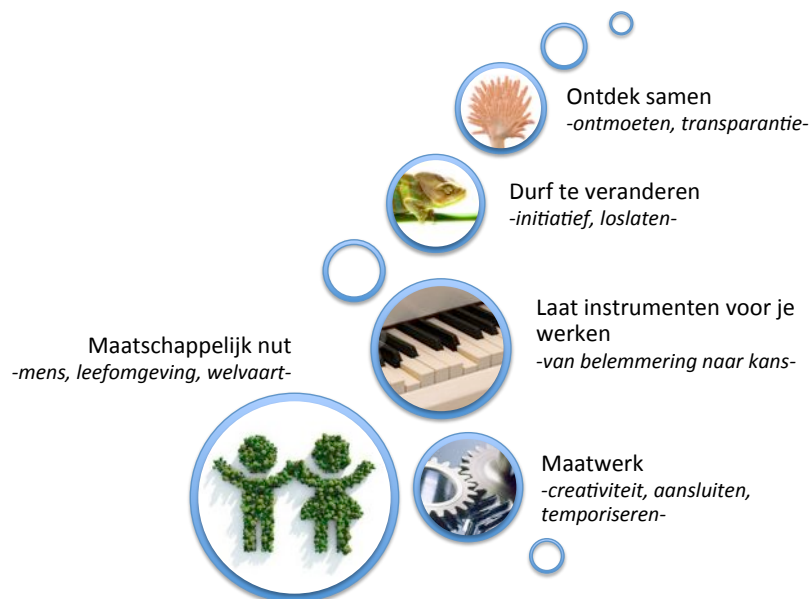 Ontdek samen
-ontmoeten, transparantie-
Durf te veranderen
-initiatief, loslaten-
Laat instrumenten voor je
werken
-van belemmering naar kans-
Maatschappelijk nut
-mens, leefomgeving, welvaart-
Maatwerk
-creativiteit, aansluiten,
temporiseren-